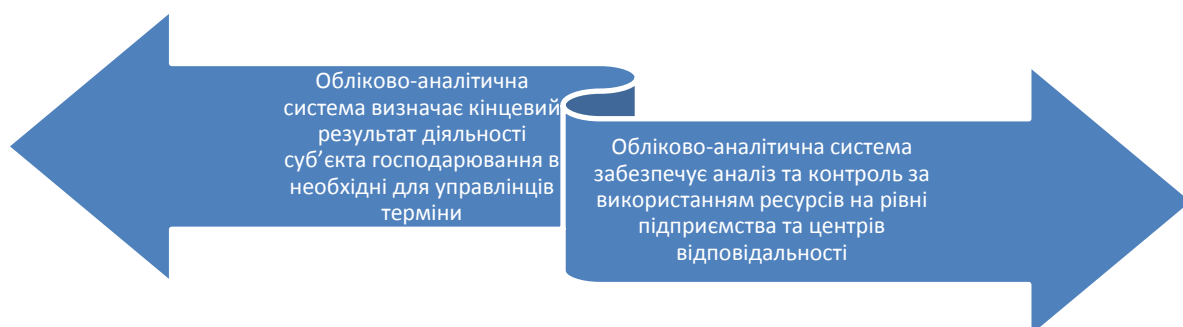 Обліково-аналітична
система визначає кінцевий
результат діяльності
суб’єкта господарювання в
необхідні для управлінців
терміни
Обліково-аналітична система
забезпечує аналіз та контроль за
використанням ресурсів на рівні
підприємства та центрів
відповідальності